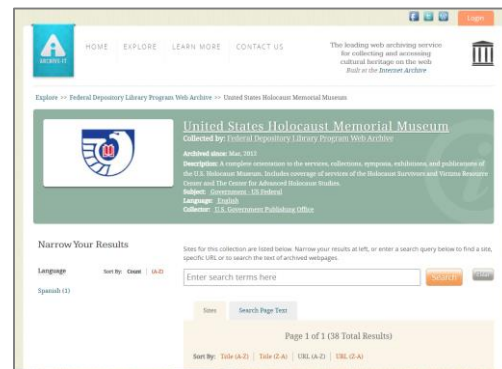 Login
ARCHIVE-IT
HOME EXPLORE LEARN MORE CONTACT US
The leading web archiving service
for collecting and accessing
cultural heritage on the web
Built at the Internet Archive
Explore >> Federal Depository Library Program Web Archive >> United States Holocaust Memorial Museum
United States Holocaust Memorial Museum
Collected by: Federal Depository Library Program Web Archive
Archived since: Mar, 2012
Description: A complete orientation to the services, collections, symposia, exhibitions, and publications of
the U.S. Holocaust Museum. Includes coverage of services of the Holocaust Survivors and Victims Resource
Center and The Center for Advanced Holocaust Studies.
Subject: Government - US Federal
Language: English
Collector: U.S. Government Publishing Office
Narrow Your Results
Sites for this collection are listed below. Narrow your results at left, or enter a search query below to find a site,
specific URL or to search the text of archived webpages.
Language Sort By: Count | (A-Z)
Enter search terms here
Search
Spanish (1)
Sites Search Page Text
Page 1 of 1 (38 Total Results)
Sort By: Title (A-Z) | Title (Z-A) | URL (A-Z) | URL (Z-A)